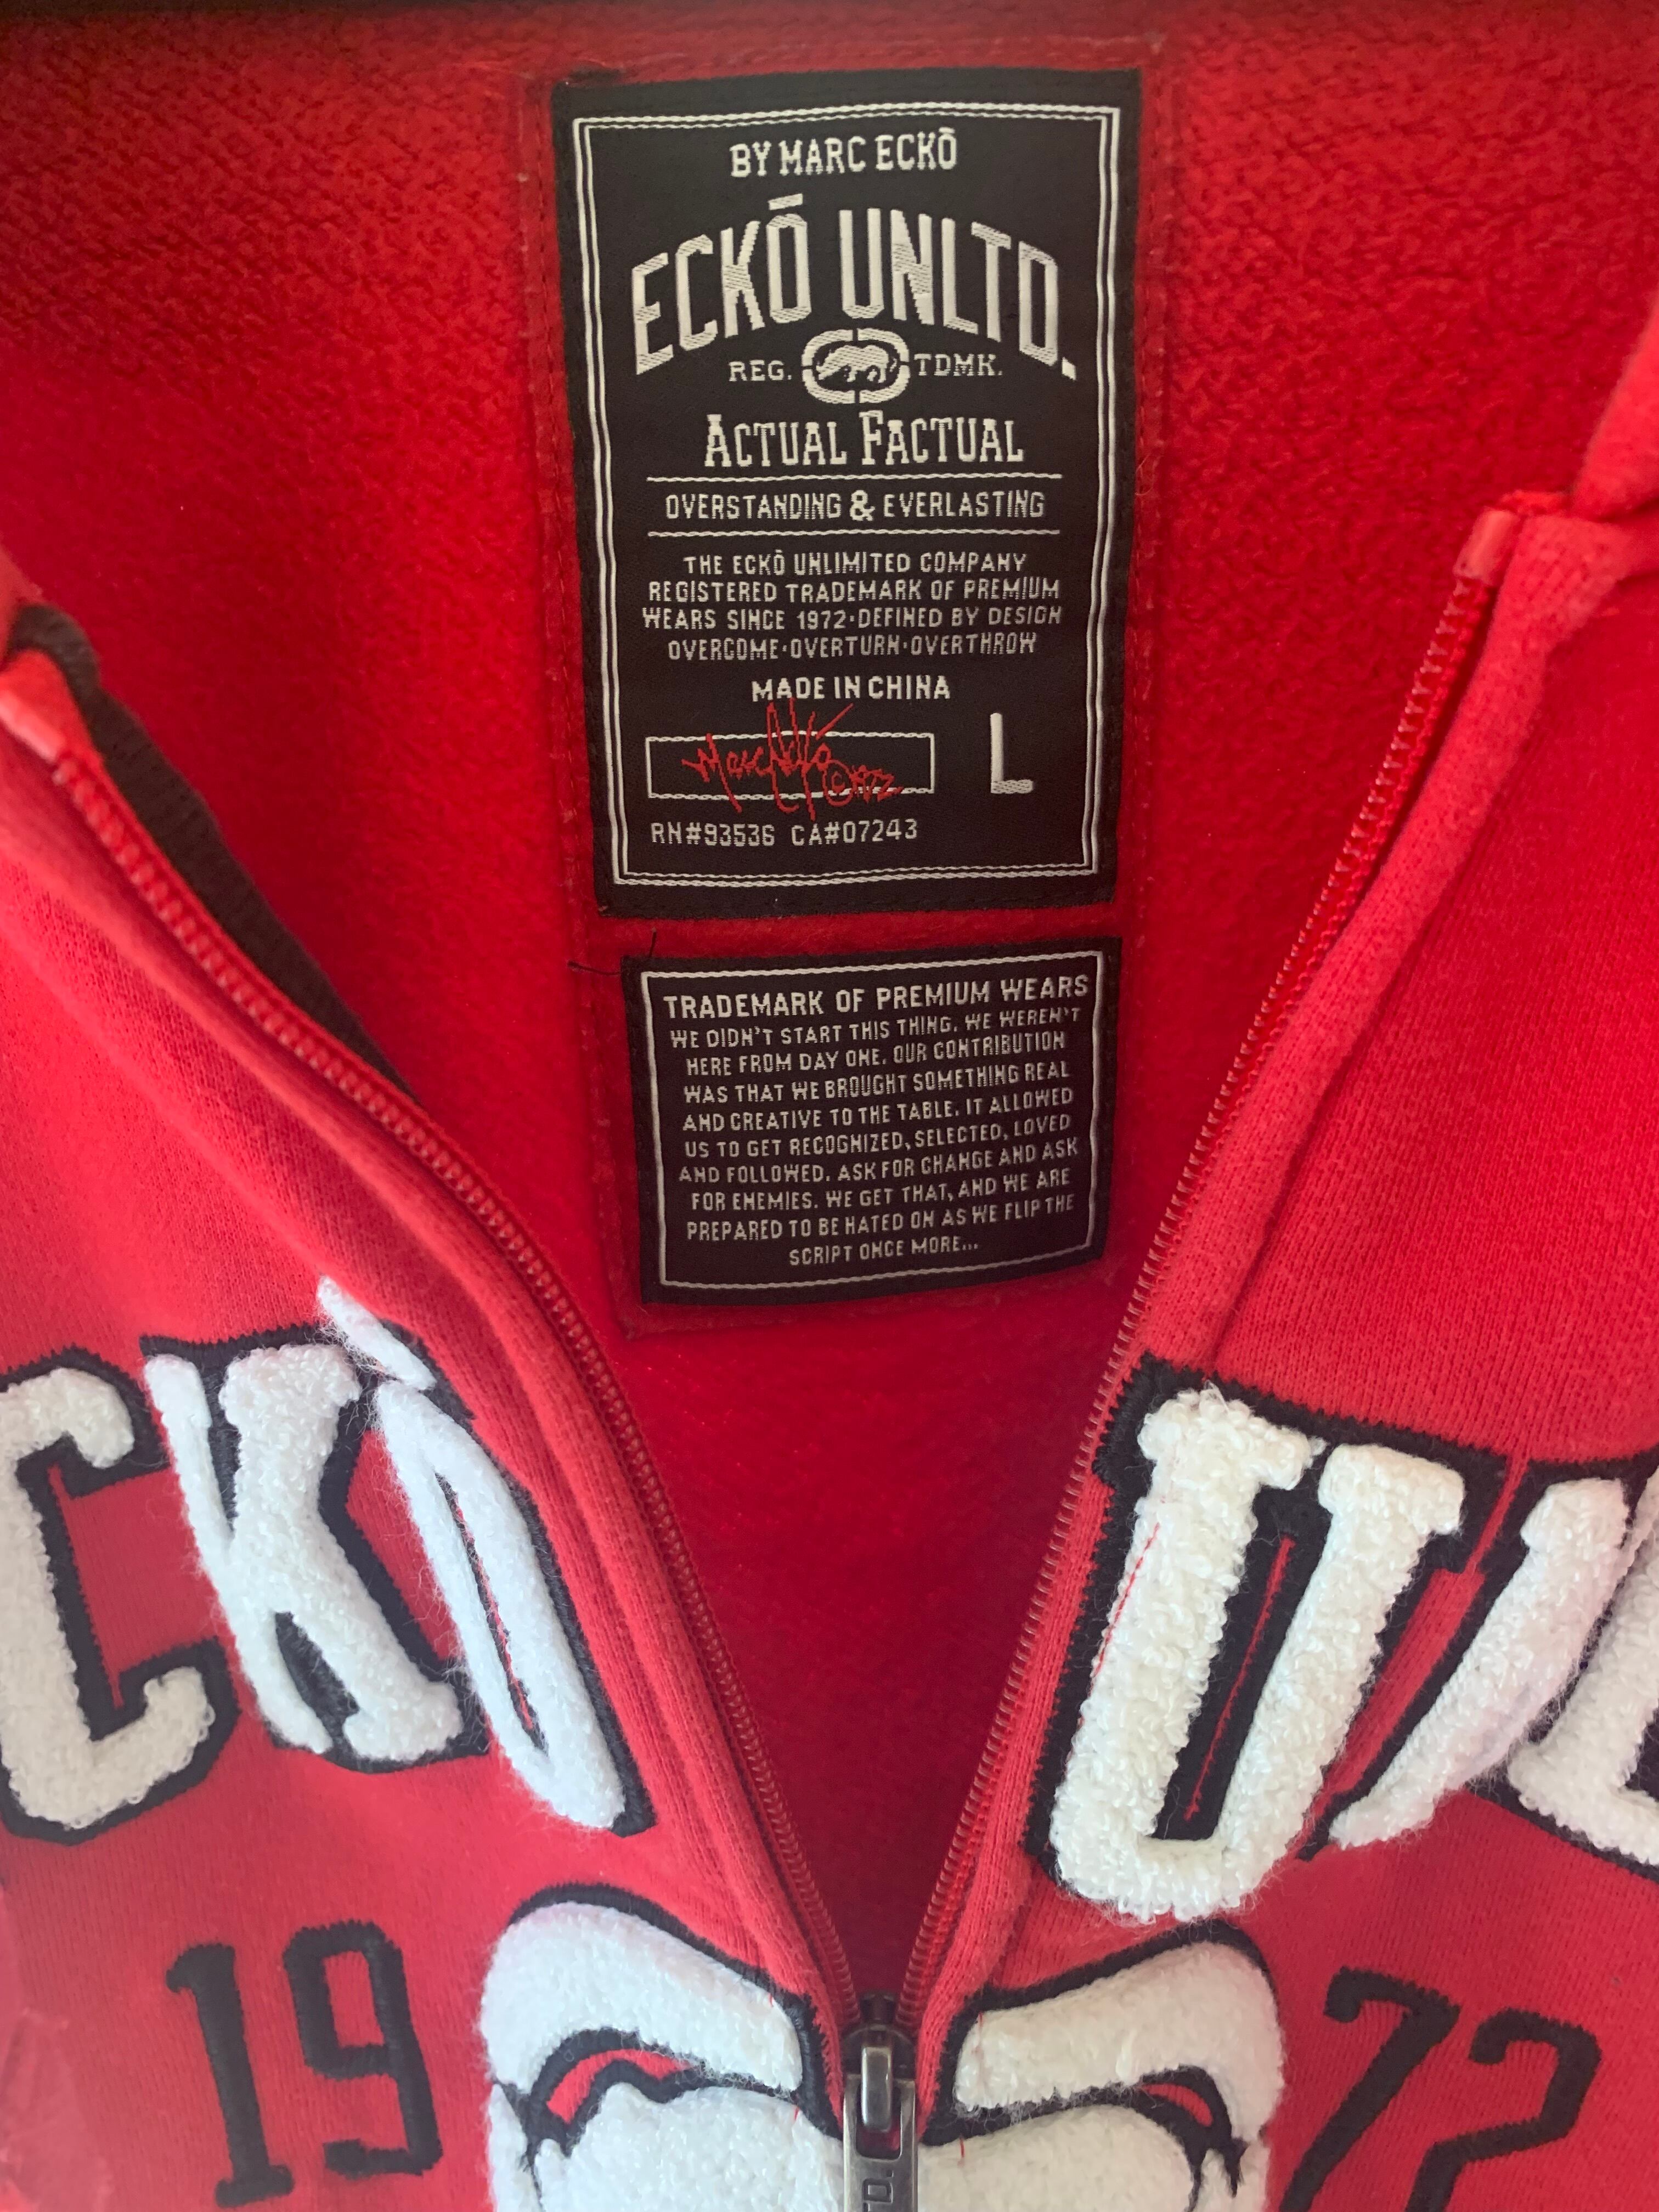 BY MARC ECKŌ
ECKŌ UNLTD.
REG. TDMK.
ACTUAL FACTUAL
OVERSTANDING & EVERLASTING
THE ECKŌ UNLIMITED COMPANY
REGISTERED TRADEMARK OF PREMIUM
WEARS SINCE 1972·DEFINED BY DESIGN
OVERCOME·OVERTURN·OVERTHROW
MADE IN CHINA
L
RN#93536 CA#07243
TRADEMARK OF PREMIUM WEARS
WE DIDN'T START THIS THING. WE WEREN'T
HERE FROM DAY ONE. OUR CONTRIBUTION
WAS THAT WE BROUGHT SOMETHING REAL
AND CREATIVE TO THE TABLE. IT ALLOWED
US TO GET RECOGNIZED, SELECTED, LOVED
AND FOLLOWED. ASK FOR CHANGE AND ASK
FOR ENEMIES. WE GET THAT, AND WE ARE
PREPARED TO BE HATED ON AS WE FLIP THE
SCRIPT ONCE MORE...
CKŌ UN
19 72
TD.